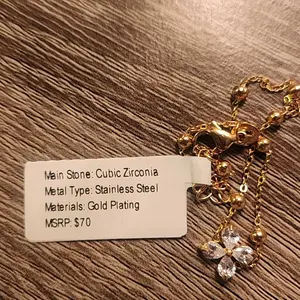 Main Stone: Cubic Zirconia
Metal Type: Stainless Steel
Materials: Gold Plating
MSRP: $70